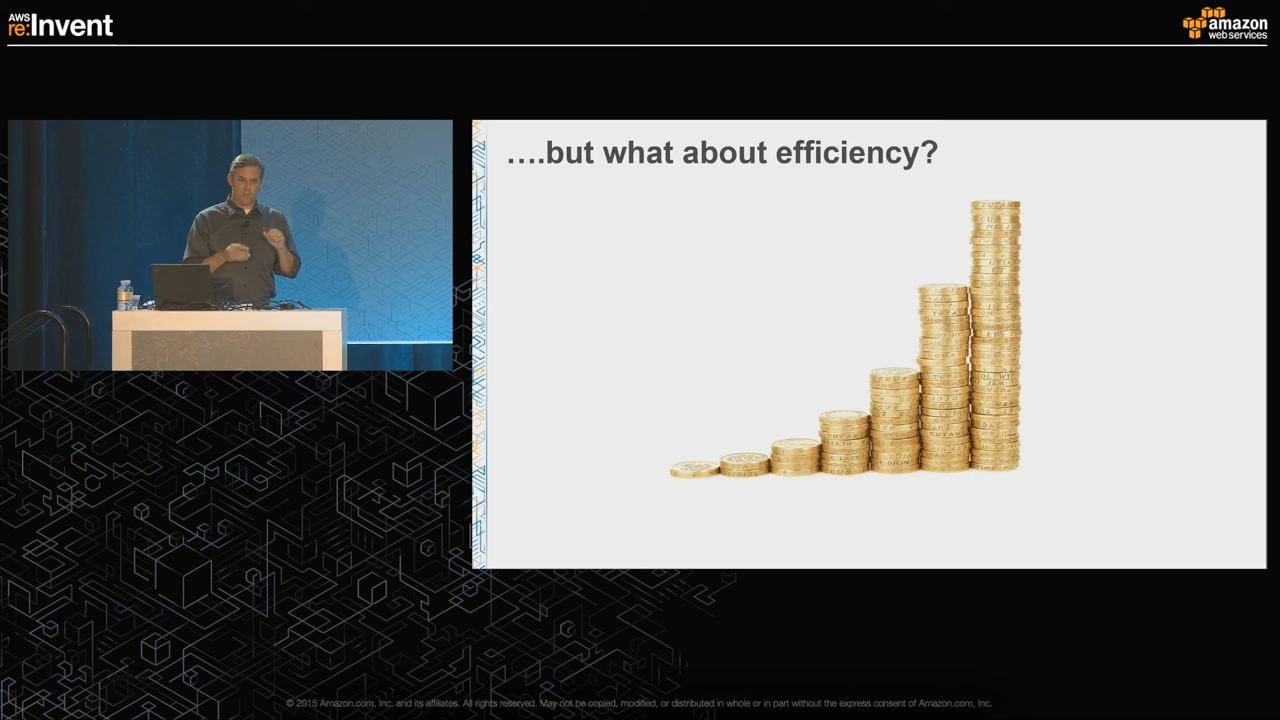 AWS
re:Invent
amazon
web services
….but what about efficiency?
© 2015 Amazon.com, Inc. and its affiliates. All rights reserved. May not be copied, modified, or distributed in whole or in part without the express consent of Amazon.com, Inc.